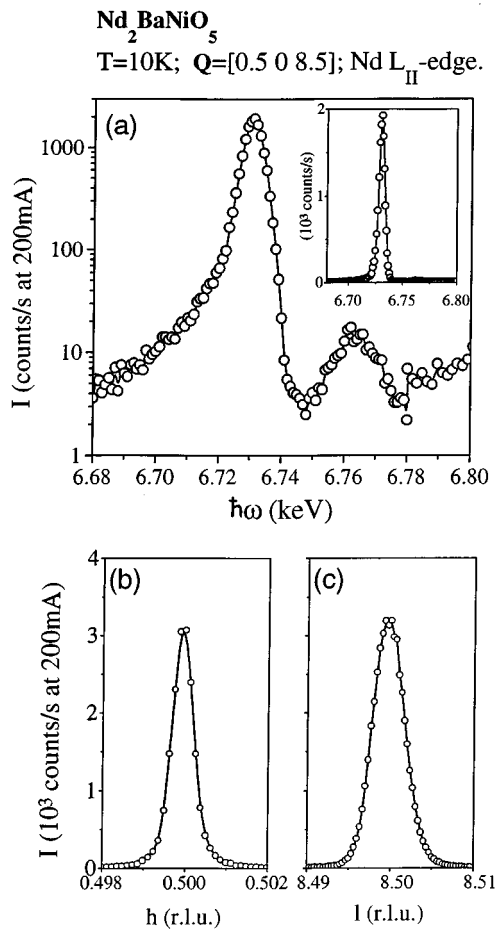 Nd₂BaNiO₅
T=10K; Q=[0.5 0 8.5]; Nd L_II-edge.
(a)
I (counts/s at 200mA)
1000
100
10
1
6.68 6.70 6.72 6.74 6.76 6.78 6.80
ħω (keV)
(10³ counts/s)
2
1
0
6.70 6.75 6.80
(b)
I (10³ counts/s at 200mA)
4
3
2
1
0
0.498 0.500 0.502
h (r.l.u.)
(c)
8.49 8.50 8.51
l (r.l.u.)